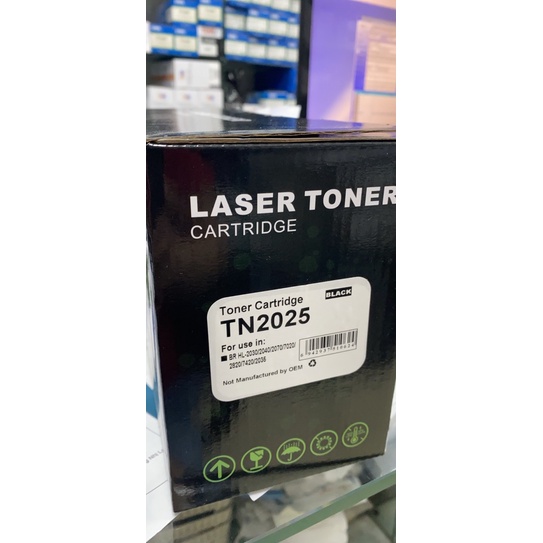 LASER TONER
CARTRIDGE
Toner Cartridge
BLACK
TN2025
For use in:
BR HL-2030/2040/2070/7020/
2820/7420/2036
Not Manufactured by OEM